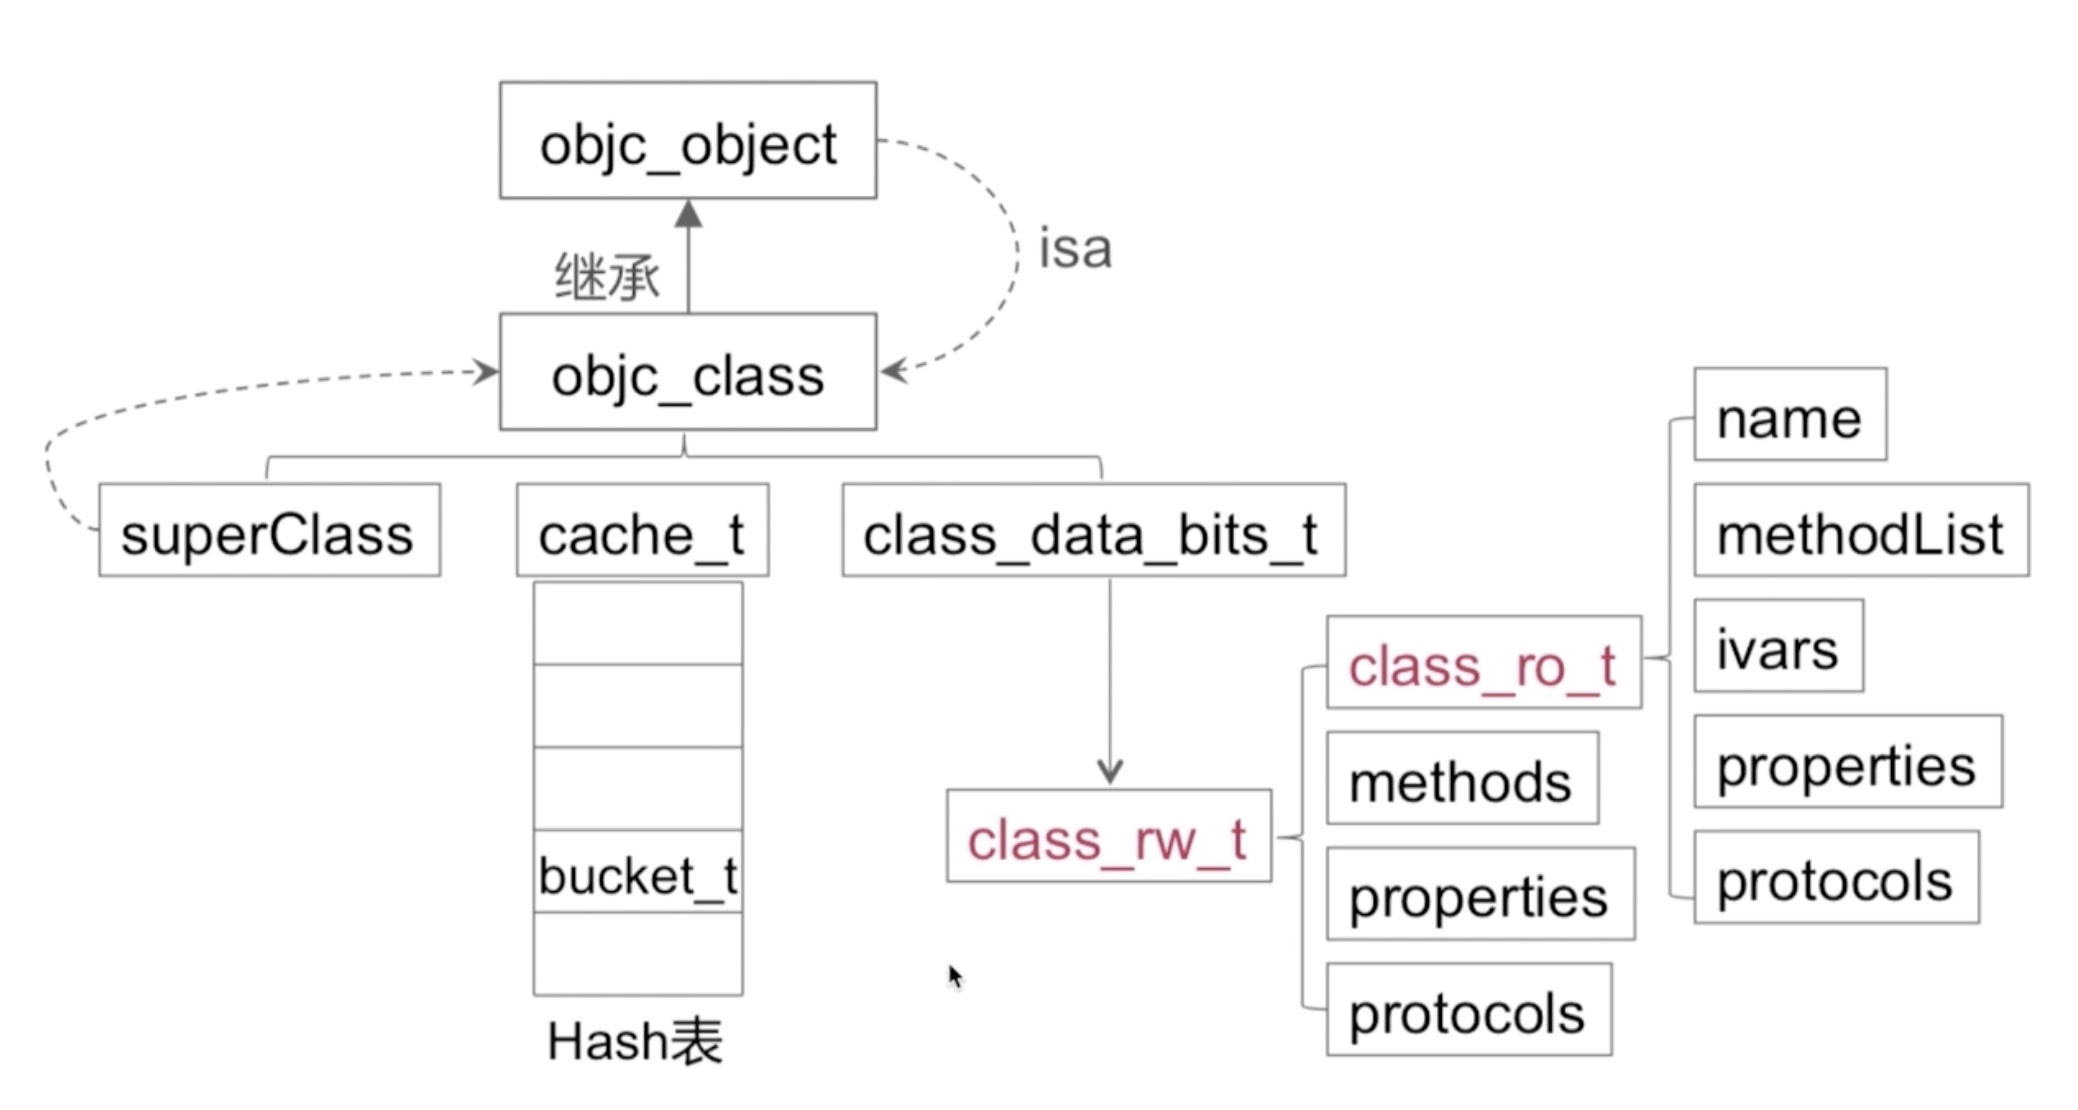 objc_object
isa
继承
objc_class
superClass
cache_t
class_data_bits_t
bucket_t
Hash表
class_rw_t
class_ro_t
methods
properties
protocols
name
methodList
ivars
properties
protocols